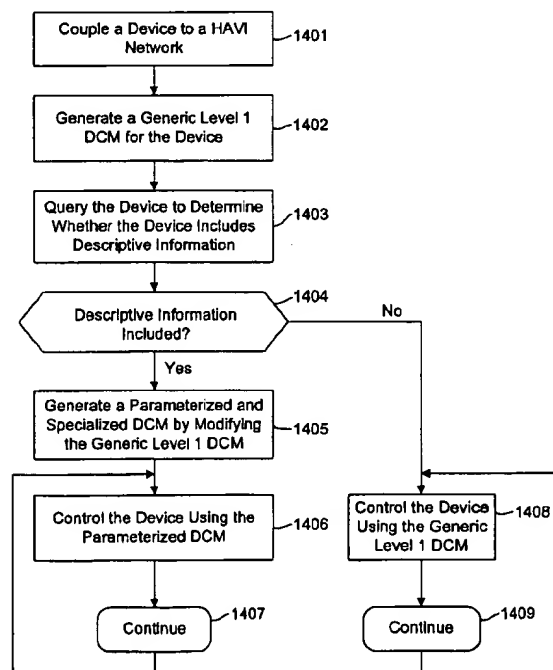 Couple a Device to a HAVI
Network
1401
Generate a Generic Level 1
DCM for the Device
1402
Query the Device to Determine
Whether the Device Includes
Descriptive Information
1403
1404
Descriptive Information
Included?
No
Yes
Generate a Parameterized and
Specialized DCM by Modifying
the Generic Level 1 DCM
1405
Control the Device Using the
Parameterized DCM
1406
Control the Device
Using the Generic
Level 1 DCM
1408
1407
Continue
1409
Continue